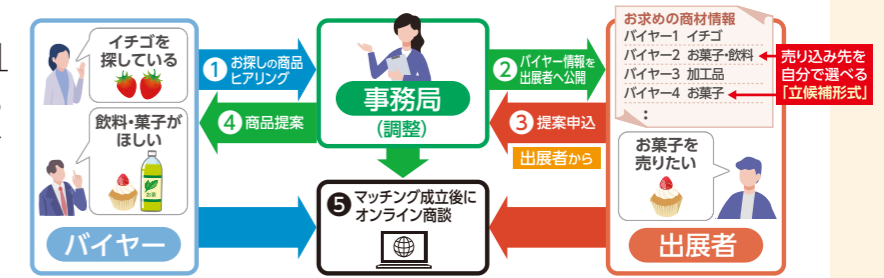 イチゴを
探している
飲料・菓子が
ほしい
お茶
バイヤー
❶お探しの商品
ヒアリング
❹商品提案
事務局
(調整)
❷バイヤー情報を
出展者へ公開
❸提案申込
出展者から
❺マッチング成立後に
オンライン商談
お求めの商材情報
バイヤー1 イチゴ
バイヤー2 お菓子・飲料
バイヤー3 加工品
バイヤー4 お菓子
:
売り込み先を
自分で選べる
「立候補形式」
お菓子を
売りたい
出展者